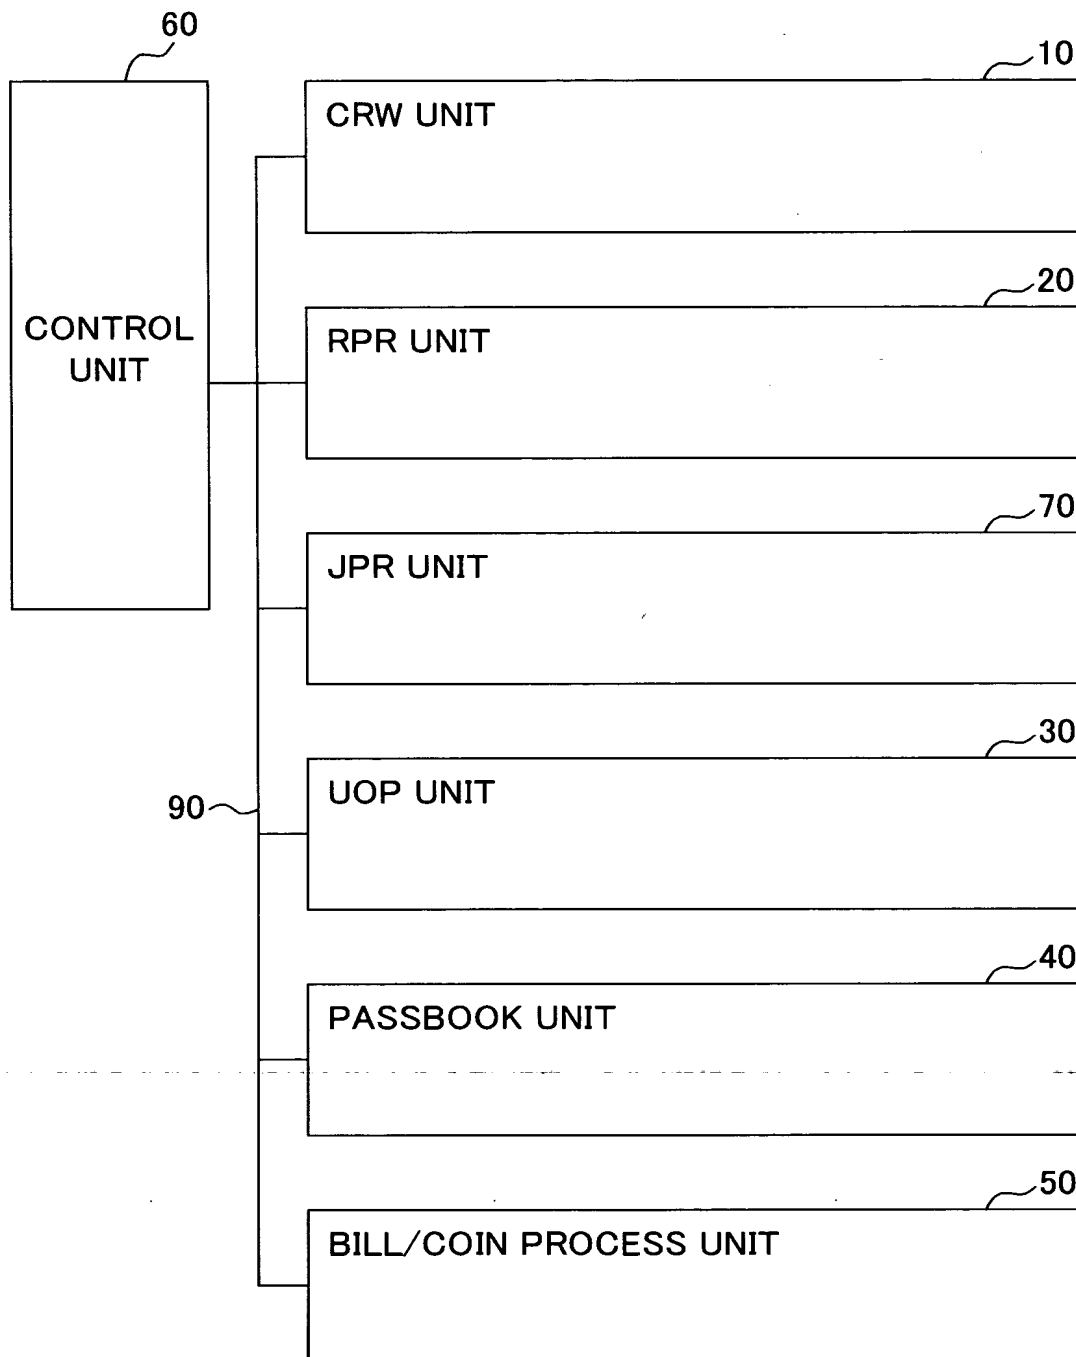 60
10
CRW UNIT
20
CONTROL
UNIT
RPR UNIT
70
JPR UNIT
30
UOP UNIT
90
40
PASSBOOK UNIT
50
BILL/COIN PROCESS UNIT